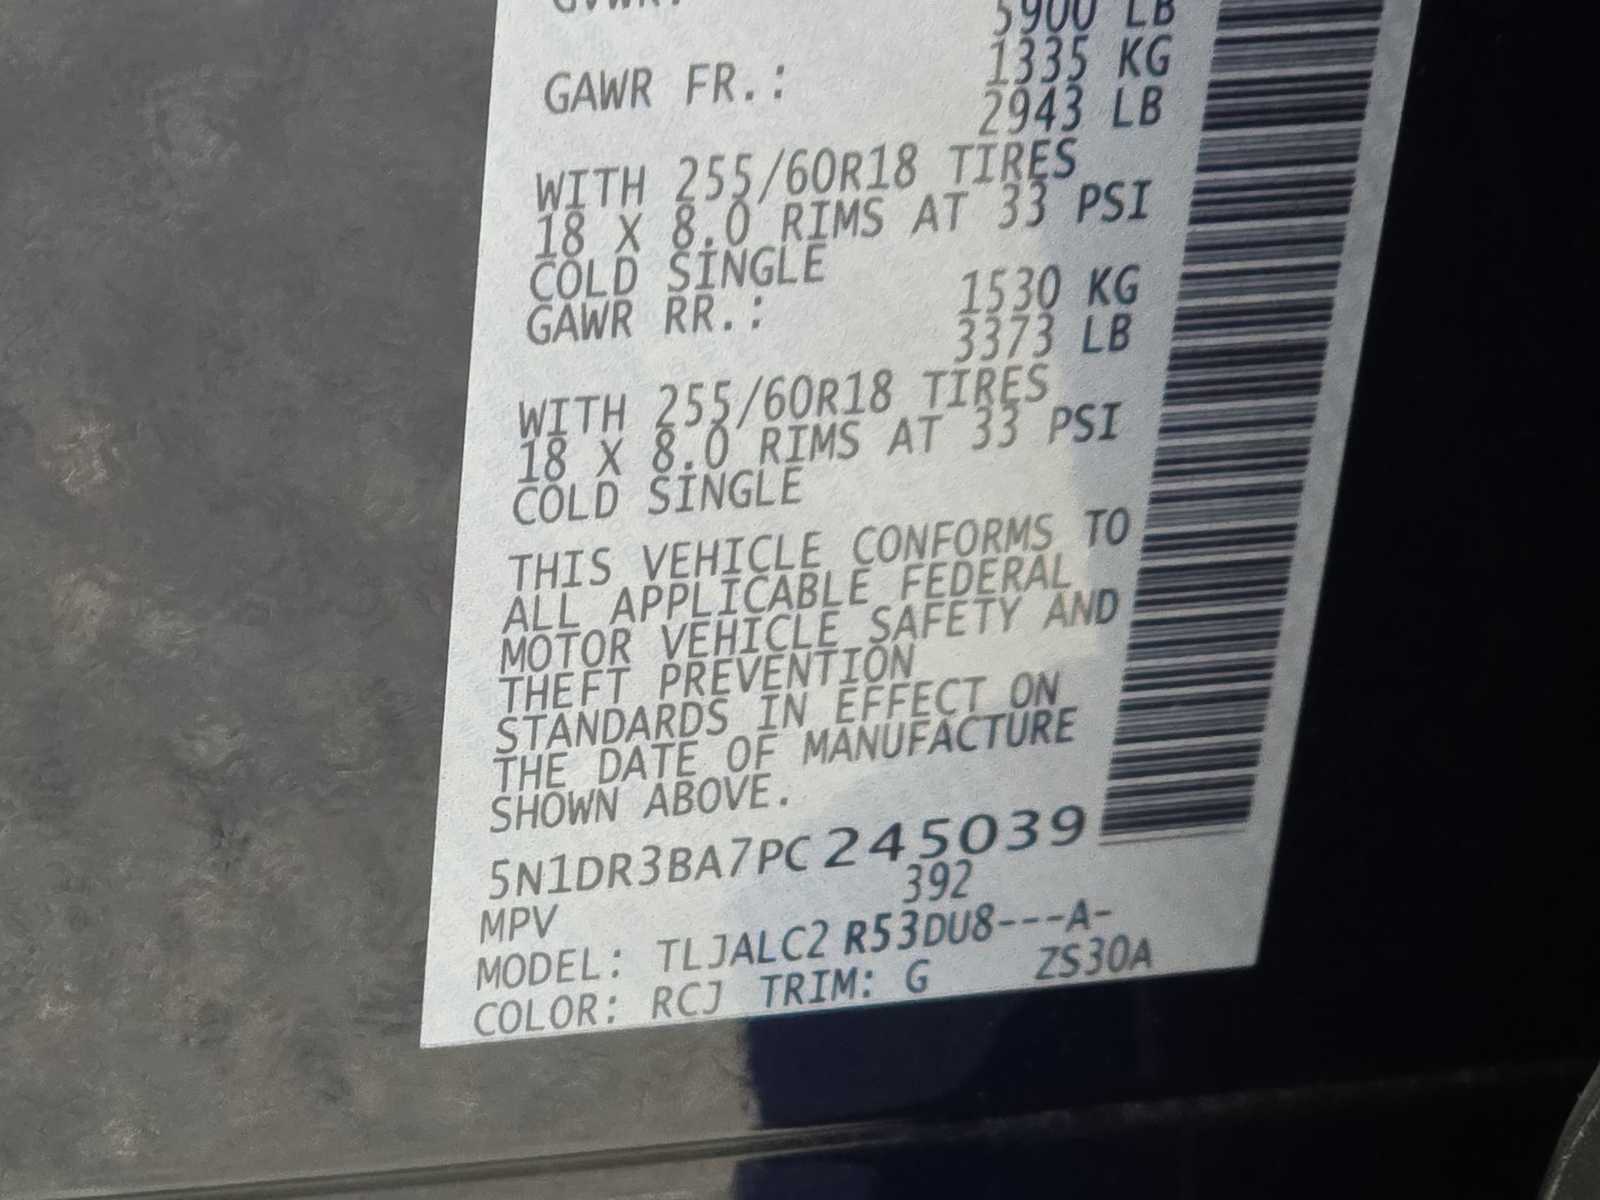 GVWR:
5900 LB
GAWR FR.: 1335 KG
2943 LB
WITH 255/60R18 TIRES
18 X 8.0 RIMS AT 33 PSI
COLD SINGLE
GAWR RR.: 1530 KG
3373 LB
WITH 255/60R18 TIRES
18 X 8.0 RIMS AT 33 PSI
COLD SINGLE
THIS VEHICLE CONFORMS TO
ALL APPLICABLE FEDERAL
MOTOR VEHICLE SAFETY AND
THEFT PREVENTION
STANDARDS IN EFFECT ON
THE DATE OF MANUFACTURE
SHOWN ABOVE.
5N1DR3BA7PC245039
MPV 392
MODEL: TLJALC2 R53DU8---A-
COLOR: RCJ TRIM: G ZS30A